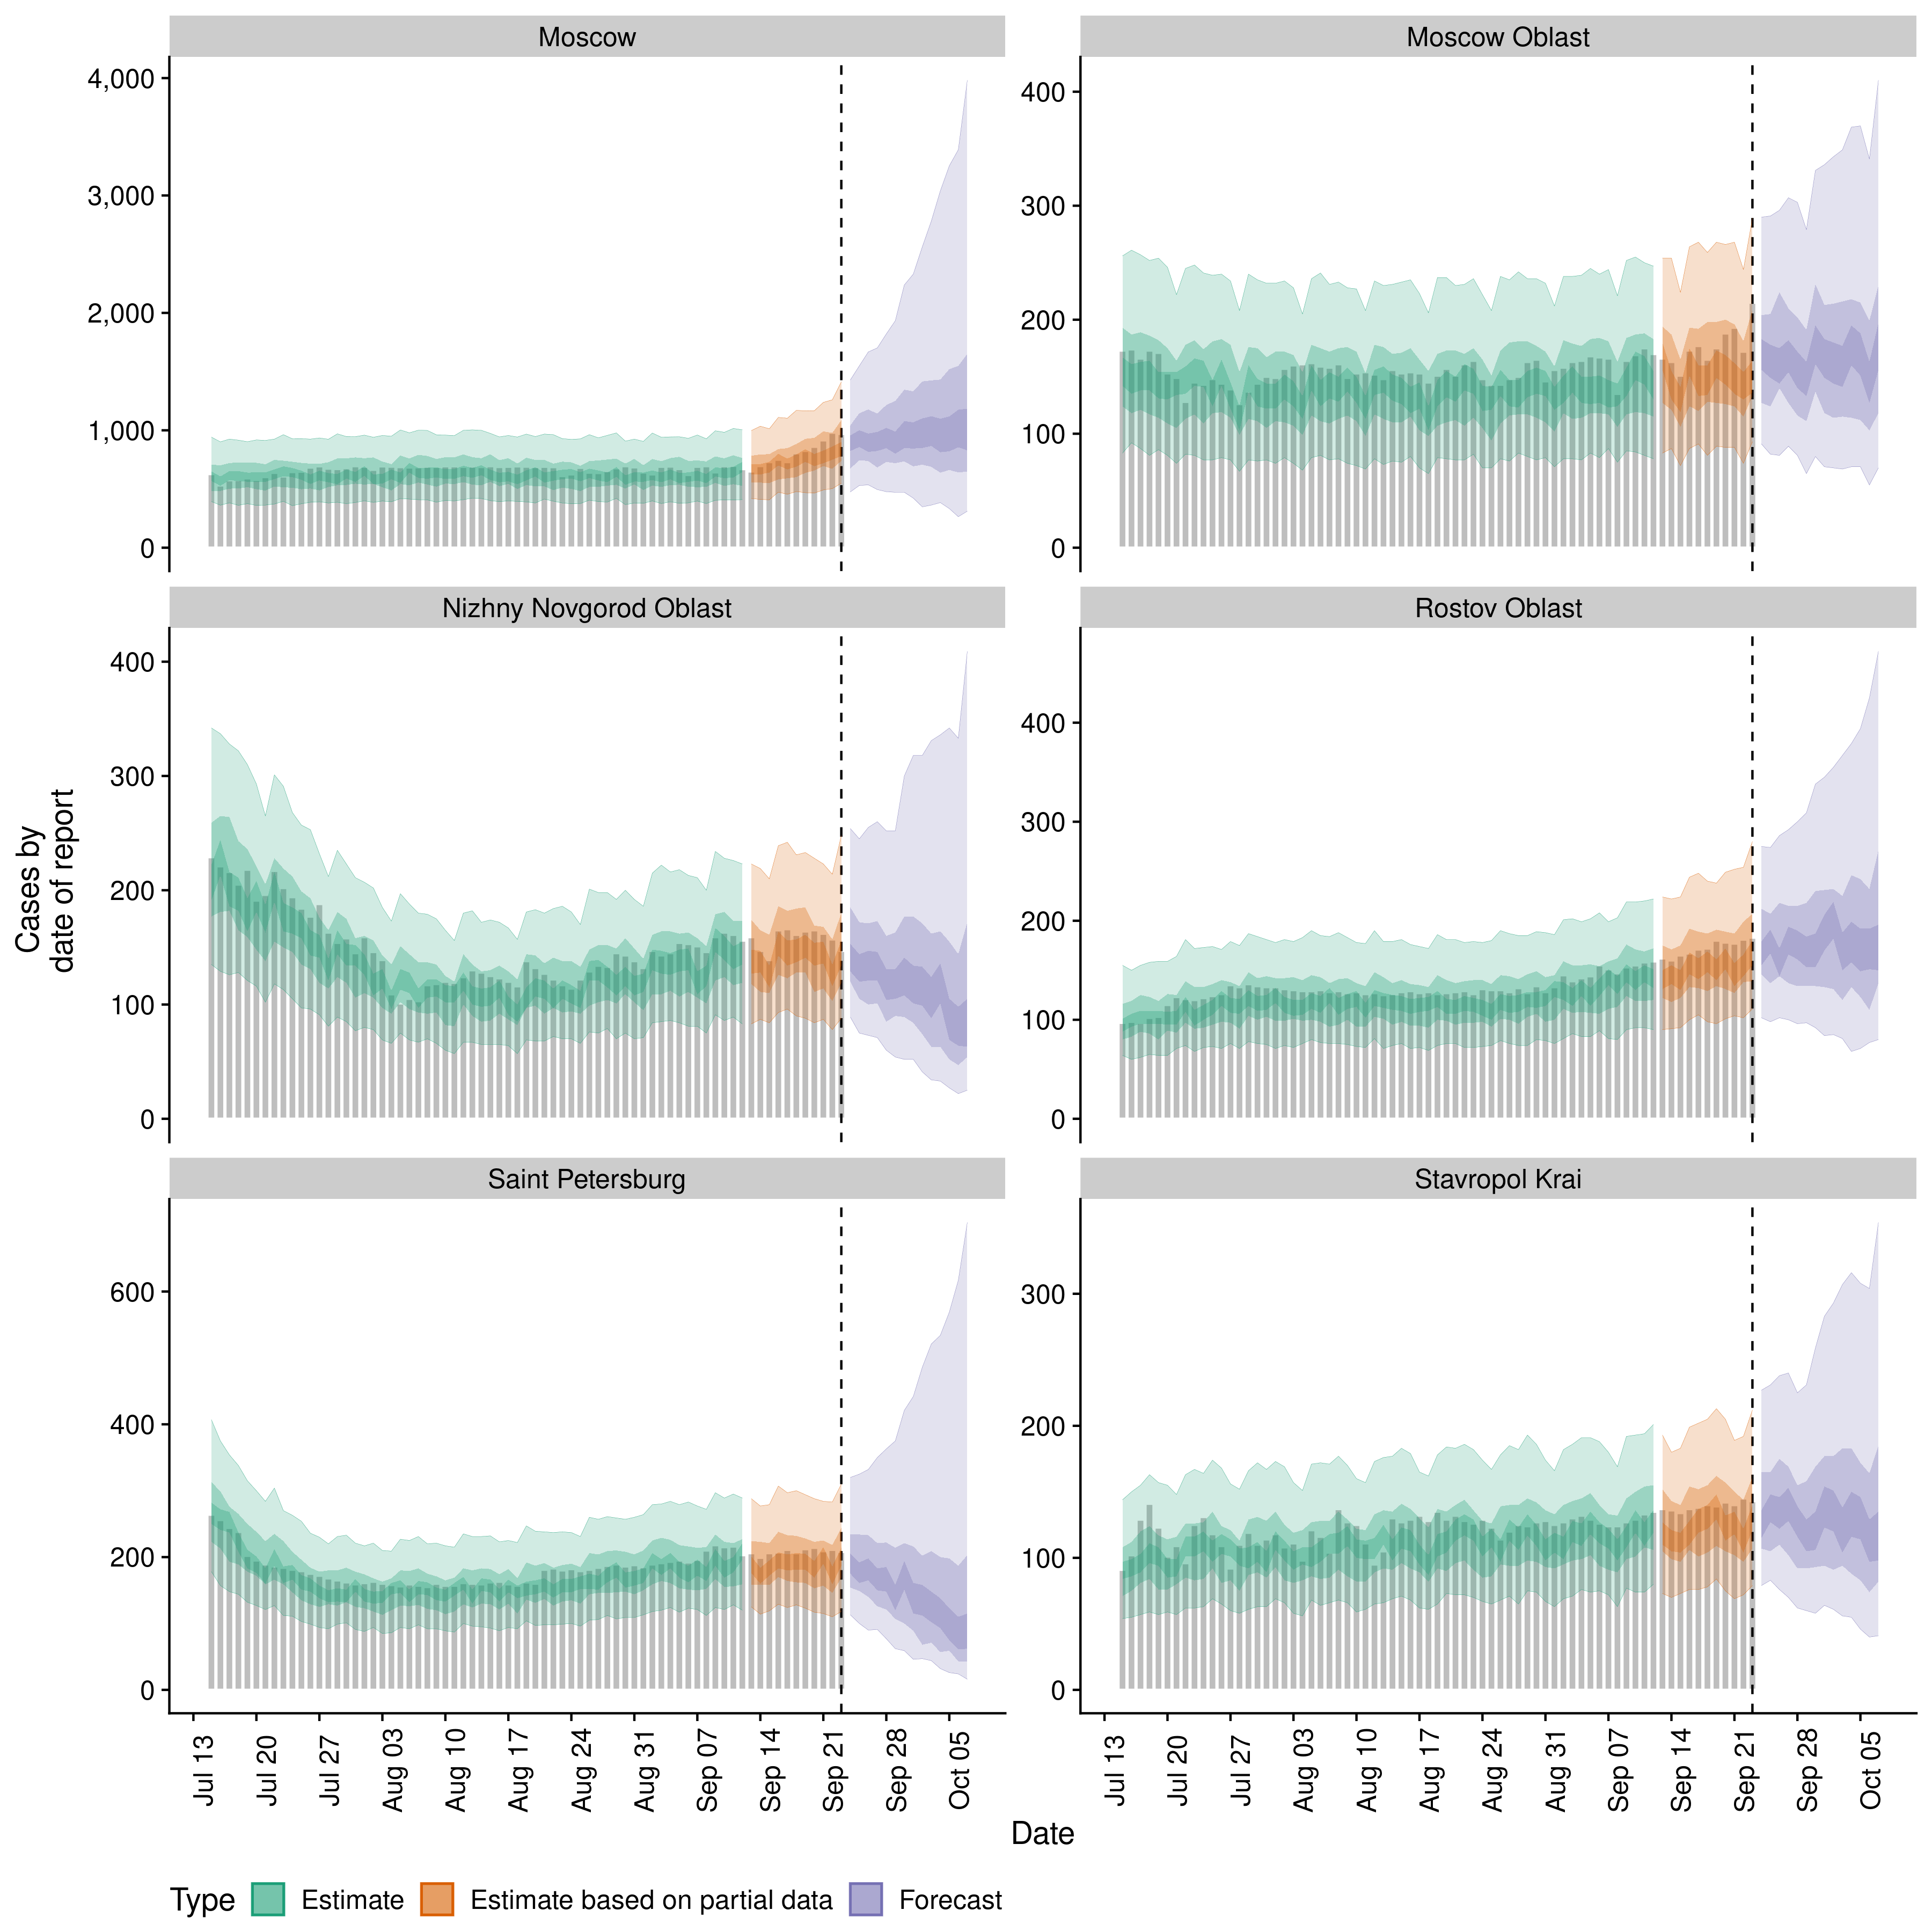 Moscow
Moscow Oblast
4,000
3,000
2,000
1,000
0
400
300
200
100
0
Nizhny Novgorod Oblast
Rostov Oblast
400
300
200
100
0
400
300
200
100
0
Saint Petersburg
Stavropol Krai
600
400
200
0
300
200
100
0
Cases by
date of report
Jul 13
Jul 20
Jul 27
Aug 03
Aug 10
Aug 17
Aug 24
Aug 31
Sep 07
Sep 14
Sep 21
Sep 28
Oct 05
Jul 13
Jul 20
Jul 27
Aug 03
Aug 10
Aug 17
Aug 24
Aug 31
Sep 07
Sep 14
Sep 21
Sep 28
Oct 05
Date
Type Estimate Estimate based on partial data Forecast